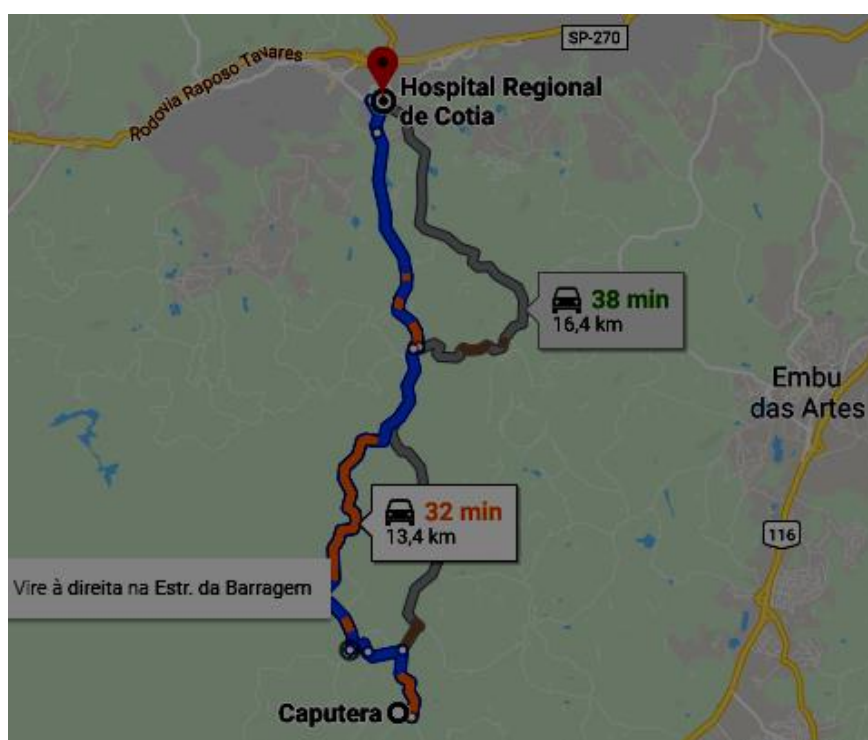 SP-270
Rodovia Raposo Tavares
Hospital Regional
de Cotia
38 min
16,4 km
Embu
das Artes
32 min
13,4 km
116
Vire à direita na Estr. da Barragem
Caputera